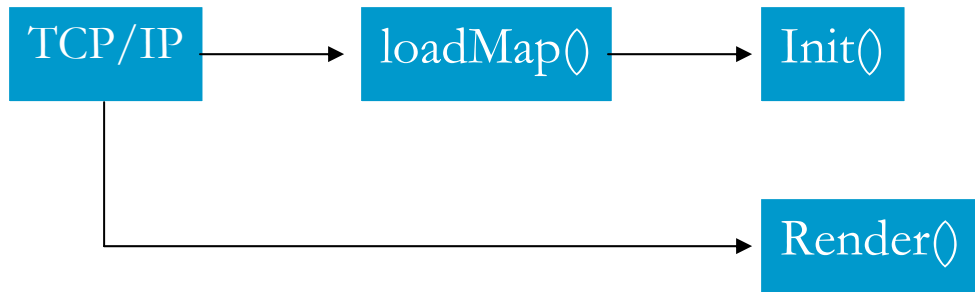 TCP/IP
loadMap()
Init()
Render()